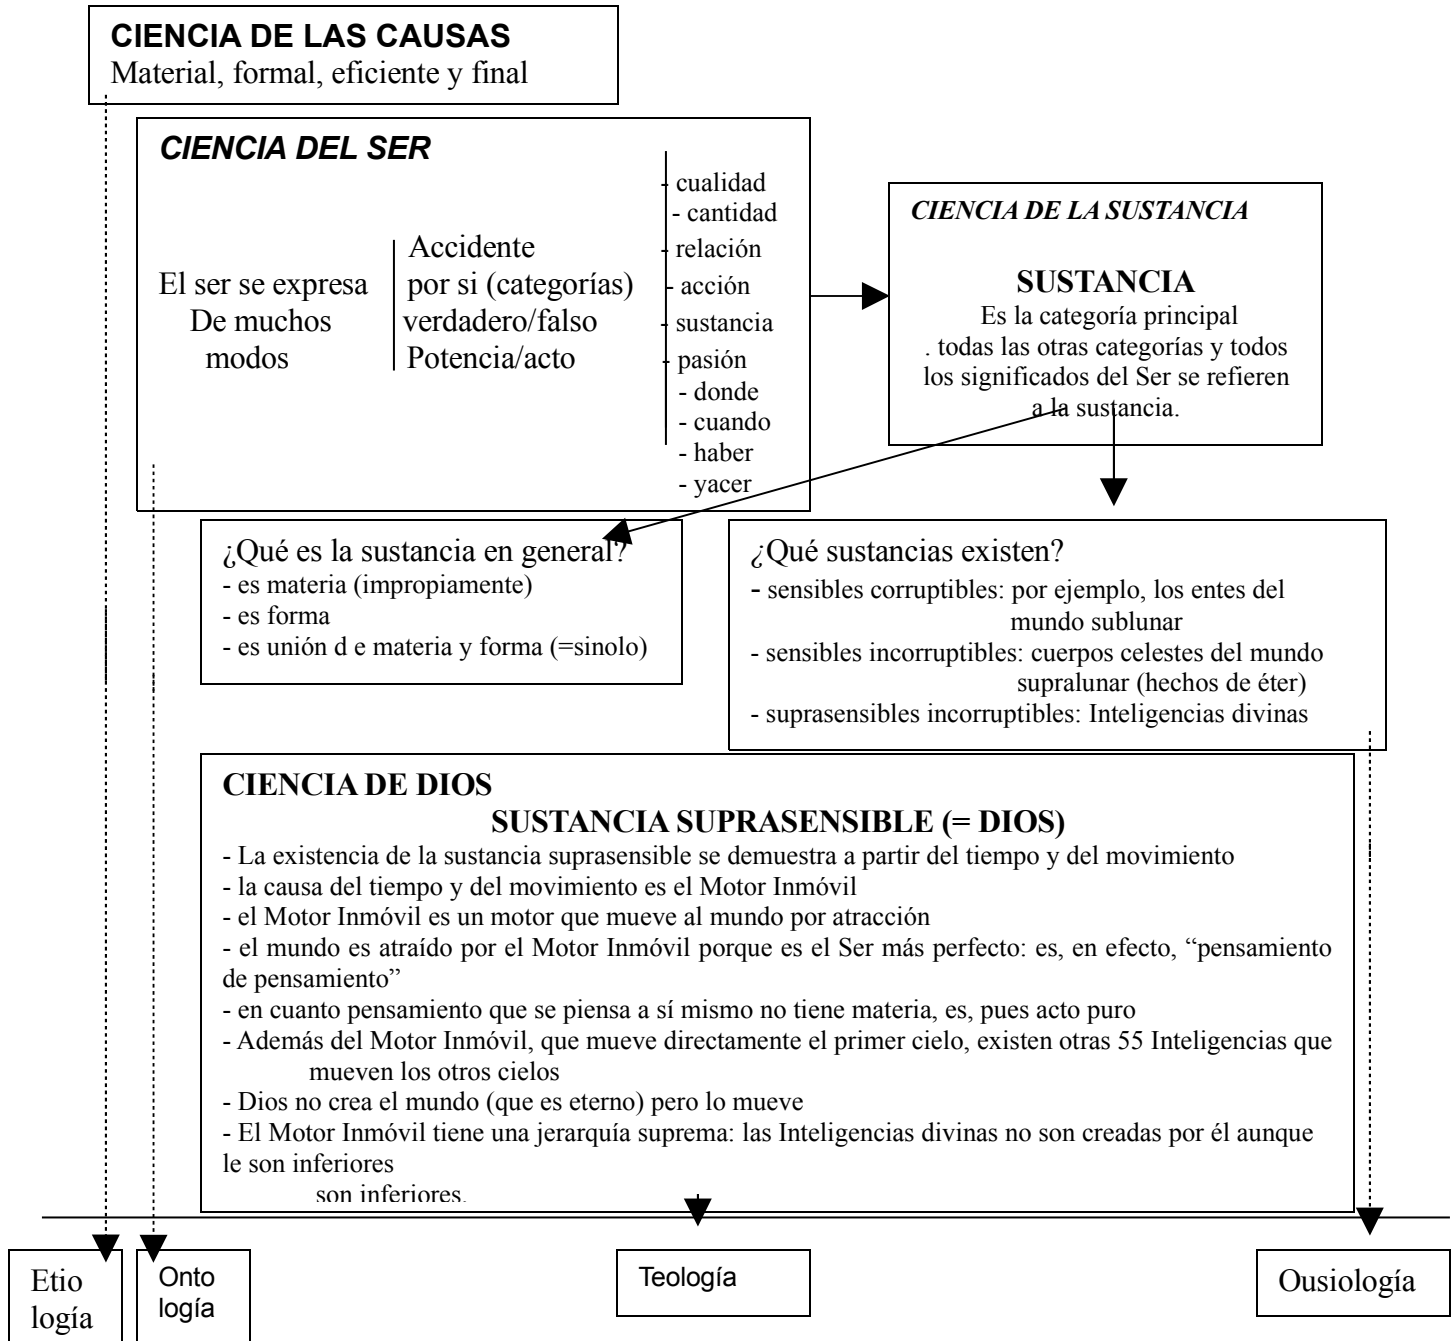 CIENCIA DE LAS CAUSAS
Material, formal, eficiente y final
CIENCIA DEL SER
El ser se expresa
De muchos
modos
Accidente
por si (categorías)
verdadero/falso
Potencia/acto
- cualidad
- cantidad
- relación
- acción
- sustancia
- pasión
- donde
- cuando
- haber
- yacer
CIENCIA DE LA SUSTANCIA
SUSTANCIA
Es la categoría principal
. todas las otras categorías y todos
los significados del Ser se refieren
a la sustancia.
¿Qué es la sustancia en general?
- es materia (impropiamente)
- es forma
- es unión d e materia y forma (=sinolo)
¿Qué sustancias existen?
- sensibles corruptibles: por ejemplo, los entes del
mundo sublunar
- sensibles incorruptibles: cuerpos celestes del mundo
supralunar (hechos de éter)
- suprasensibles incorruptibles: Inteligencias divinas
CIENCIA DE DIOS
SUSTANCIA SUPRASENSIBLE (= DIOS)
- La existencia de la sustancia suprasensible se demuestra a partir del tiempo y del movimiento
- la causa del tiempo y del movimiento es el Motor Inmóvil
- el Motor Inmóvil es un motor que mueve al mundo por atracción
- el mundo es atraído por el Motor Inmóvil porque es el Ser más perfecto: es, en efecto, “pensamiento
de pensamiento”
- en cuanto pensamiento que se piensa a sí mismo no tiene materia, es, pues acto puro
- Además del Motor Inmóvil, que mueve directamente el primer cielo, existen otras 55 Inteligencias que
mueven los otros cielos
- Dios no crea el mundo (que es eterno) pero lo mueve
- El Motor Inmóvil tiene una jerarquía suprema: las Inteligencias divinas no son creadas por él aunque
le son inferiores
son inferiores.
Etio
logía
Onto
logía
Teología
Ousiología